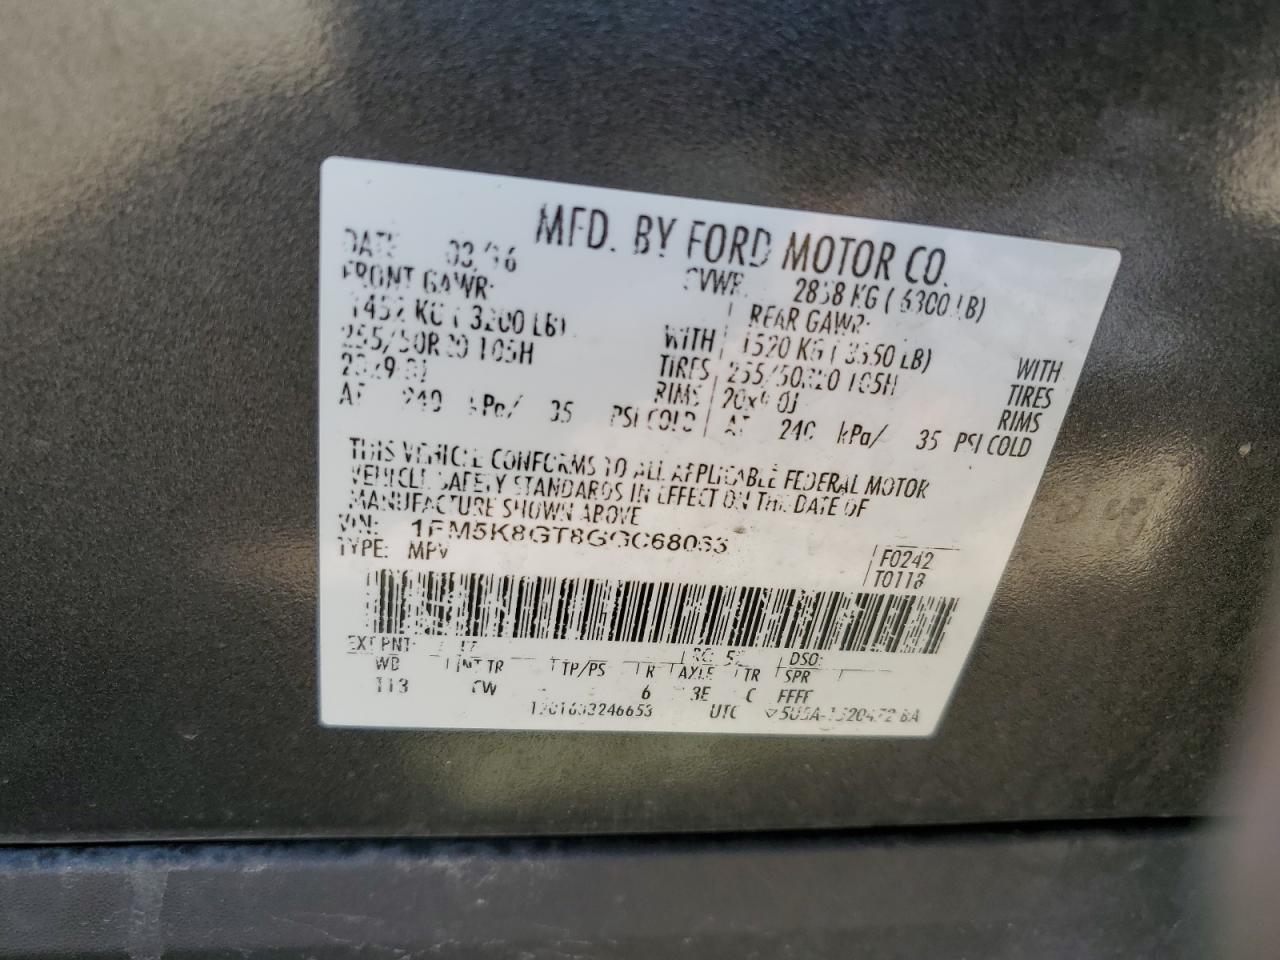 MFD. BY FORD MOTOR CO.
DATE 03/16 GVWR: 2858 KG ( 6300 LB)
FRONT GAWR: REAR GAWR:
1452 KG ( 3200 LB) WITH 1520 KG ( 3350 LB) WITH
255/50R20 105H TIRES 255/50R20 105H TIRES
RIMS RIMS
AT 240 kPa/ 35 PSI COLD AT 240 kPa/ 35 PSI COLD
THIS VEHICLE CONFORMS TO ALL APPLICABLE FEDERAL MOTOR
VEHICLE SAFETY STANDARDS IN EFFECT ON THE DATE OF
MANUFACTURE SHOWN ABOVE
VIN: F0242
TYPE: MPV
EXT PNT: DSO:
WB INT TR TP/PS R AXLE TR SPR
113 CW 6 3E C FFFF
UTC